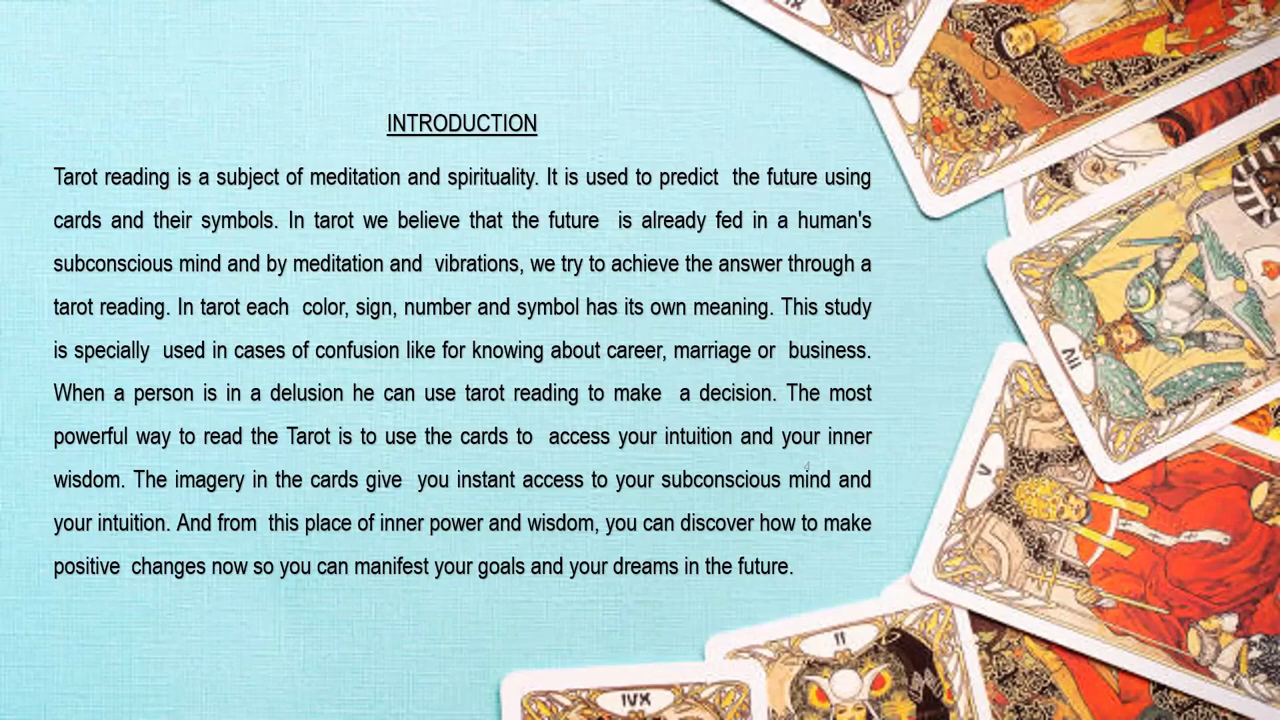 INTRODUCTION
Tarot reading is a subject of meditation and spirituality. It is used to predict the future using
cards and their symbols. In tarot we believe that the future is already fed in a human's
subconscious mind and by meditation and vibrations, we try to achieve the answer through a
tarot reading. In tarot each color, sign, number and symbol has its own meaning. This study
is specially used in cases of confusion like for knowing about career, marriage or business.
When a person is in a delusion he can use tarot reading to make a decision. The most
powerful way to read the Tarot is to use the cards to access your intuition and your inner
wisdom. The imagery in the cards give you instant access to your subconscious mind and
your intuition. And from this place of inner power and wisdom, you can discover how to make
positive changes now so you can manifest your goals and your dreams in the future.
4
V
II